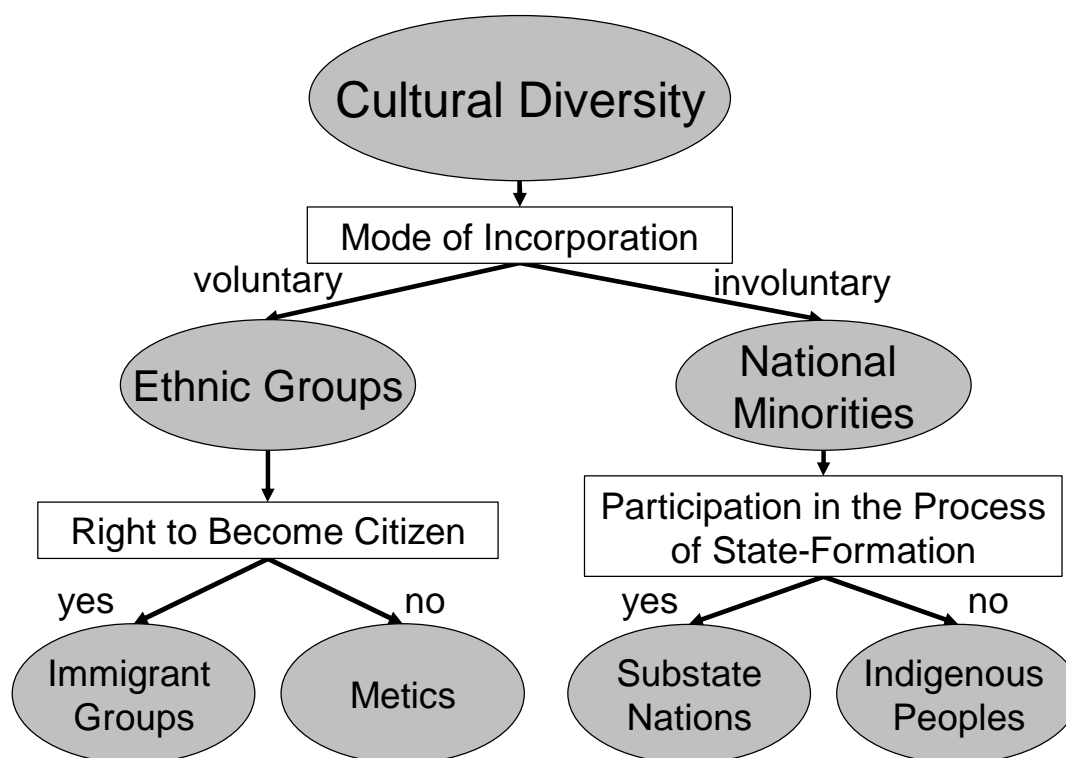 Cultural Diversity
Mode of Incorporation
voluntary
involuntary
Ethnic Groups
National
Minorities
Right to Become Citizen
Participation in the Process
of State-Formation
yes
no
yes
no
Immigrant
Groups
Metics
Substate
Nations
Indigenous
Peoples